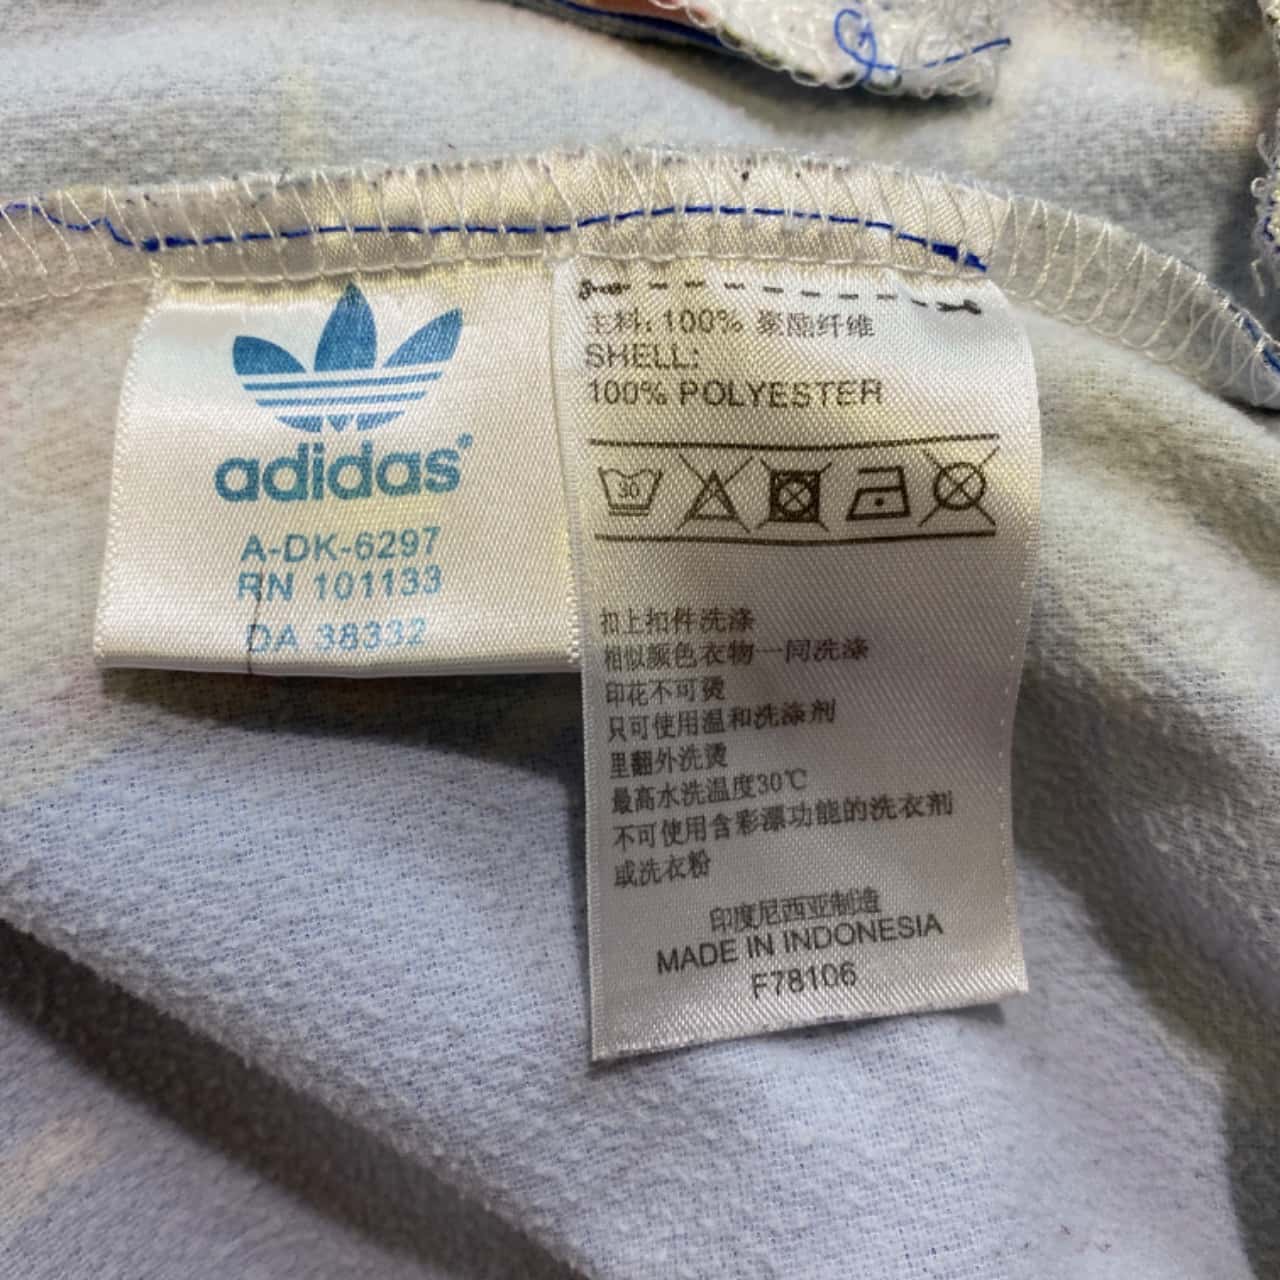 adidas®
A-DK-6297
RN 101133
DA 38332
主料: 100% 聚酯纤维
SHELL:
100% POLYESTER
30
扣上扣件洗涤
相似颜色衣物一同洗涤
印花不可烫
只可使用温和洗涤剂
里翻外洗烫
最高水洗温度30℃
不可使用含彩漂功能的洗衣剂
或洗衣粉
印度尼西亚制造
MADE IN INDONESIA
F78106